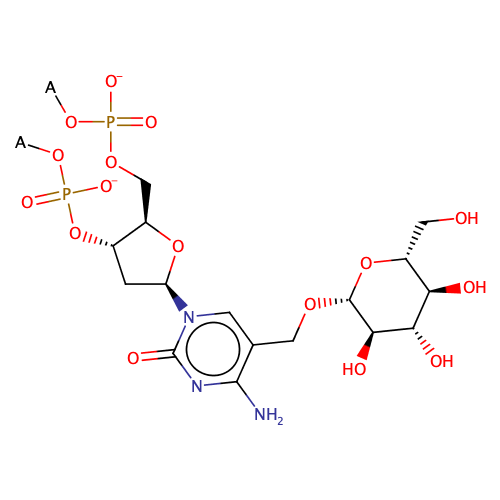 A O⁻
O P O
A
O O
O P O⁻
O
O OH
O
N O OH
O N HO OH
NH₂